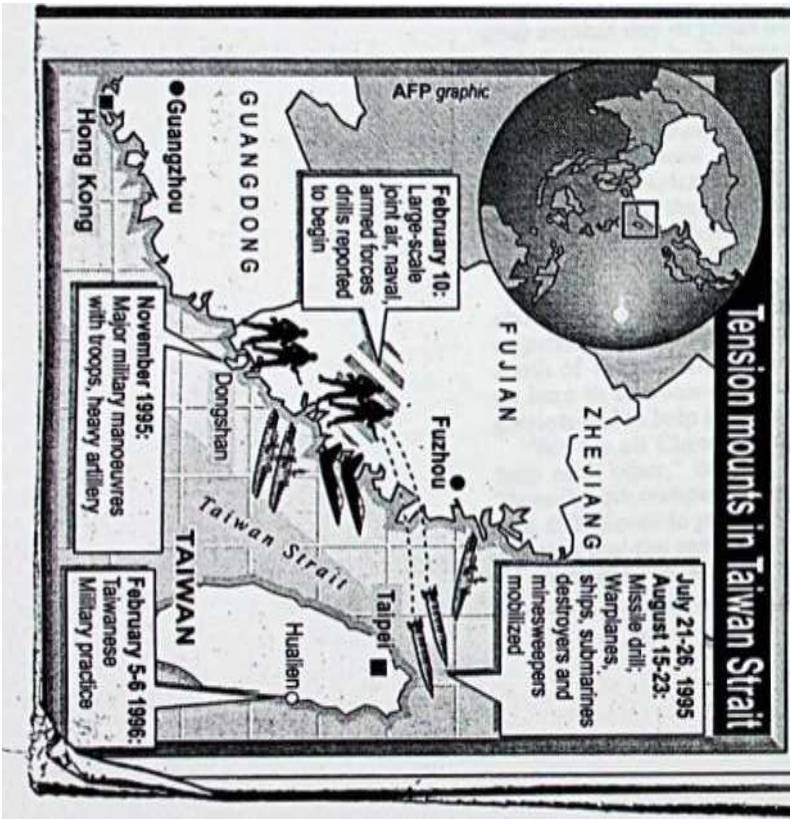 Tension mounts in Taiwan Strait
AFP graphic
ZHEJIANG
FUJIAN
GUANGDONG
Fuzhou
Guangzhou
Hong Kong
Dongshan
Taiwan Strait
TAIWAN
Taipei
Hualien
July 21-26, 1995
August 15-23:
Missile drill;
Warplanes,
ships, submarines
destroyers and
minesweepers
mobilized
February 10:
Large-scale
joint air, naval,
armed forces
drills reported
to begin
November 1995:
Major military manoeuvres
with troops, heavy artillery
February 5-6 1996:
Taiwanese
Military practice